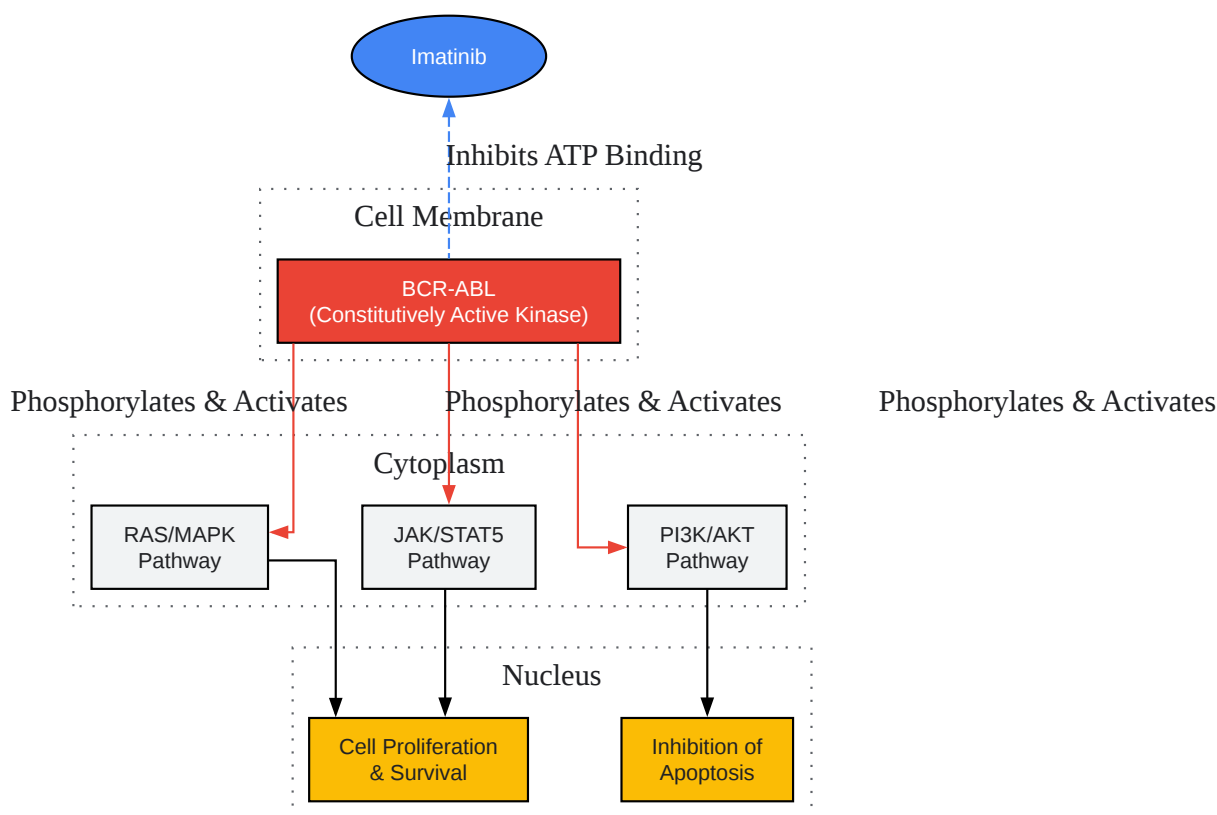 Imatinib
Inhibits ATP Binding
Cell Membrane
BCR-ABL
(Constitutively Active Kinase)
Phosphorylates & Activates
Phosphorylates & Activates
Phosphorylates & Activates
Cytoplasm
RAS/MAPK
Pathway
JAK/STAT5
Pathway
PI3K/AKT
Pathway
Nucleus
Cell Proliferation
& Survival
Inhibition of
Apoptosis